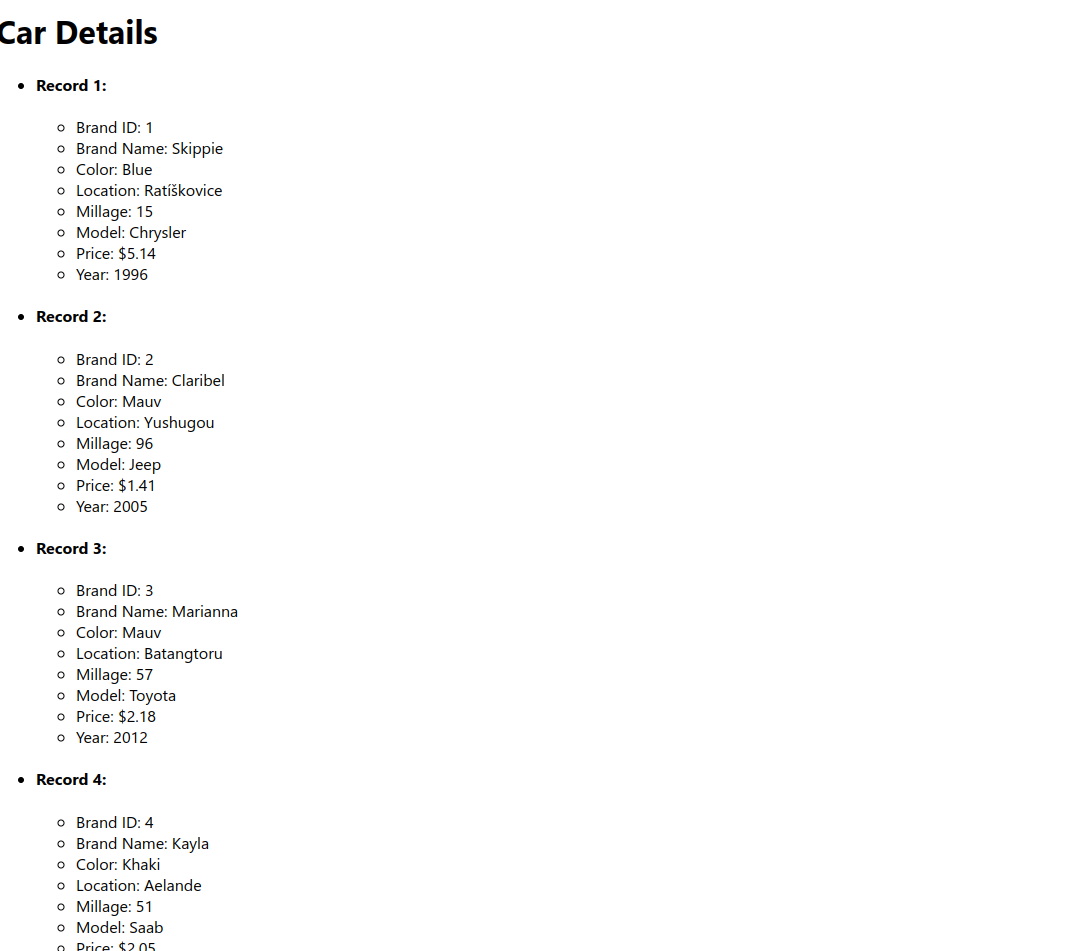 Car Details
Record 1:
Brand ID: 1
Brand Name: Skippie
Color: Blue
Location: Ratíškovice
Millage: 15
Model: Chrysler
Price: $5.14
Year: 1996
Record 2:
Brand ID: 2
Brand Name: Claribel
Color: Mauv
Location: Yushugou
Millage: 96
Model: Jeep
Price: $1.41
Year: 2005
Record 3:
Brand ID: 3
Brand Name: Marianna
Color: Mauv
Location: Batangtoru
Millage: 57
Model: Toyota
Price: $2.18
Year: 2012
Record 4:
Brand ID: 4
Brand Name: Kayla
Color: Khaki
Location: Aelande
Millage: 51
Model: Saab
Price: $2.05